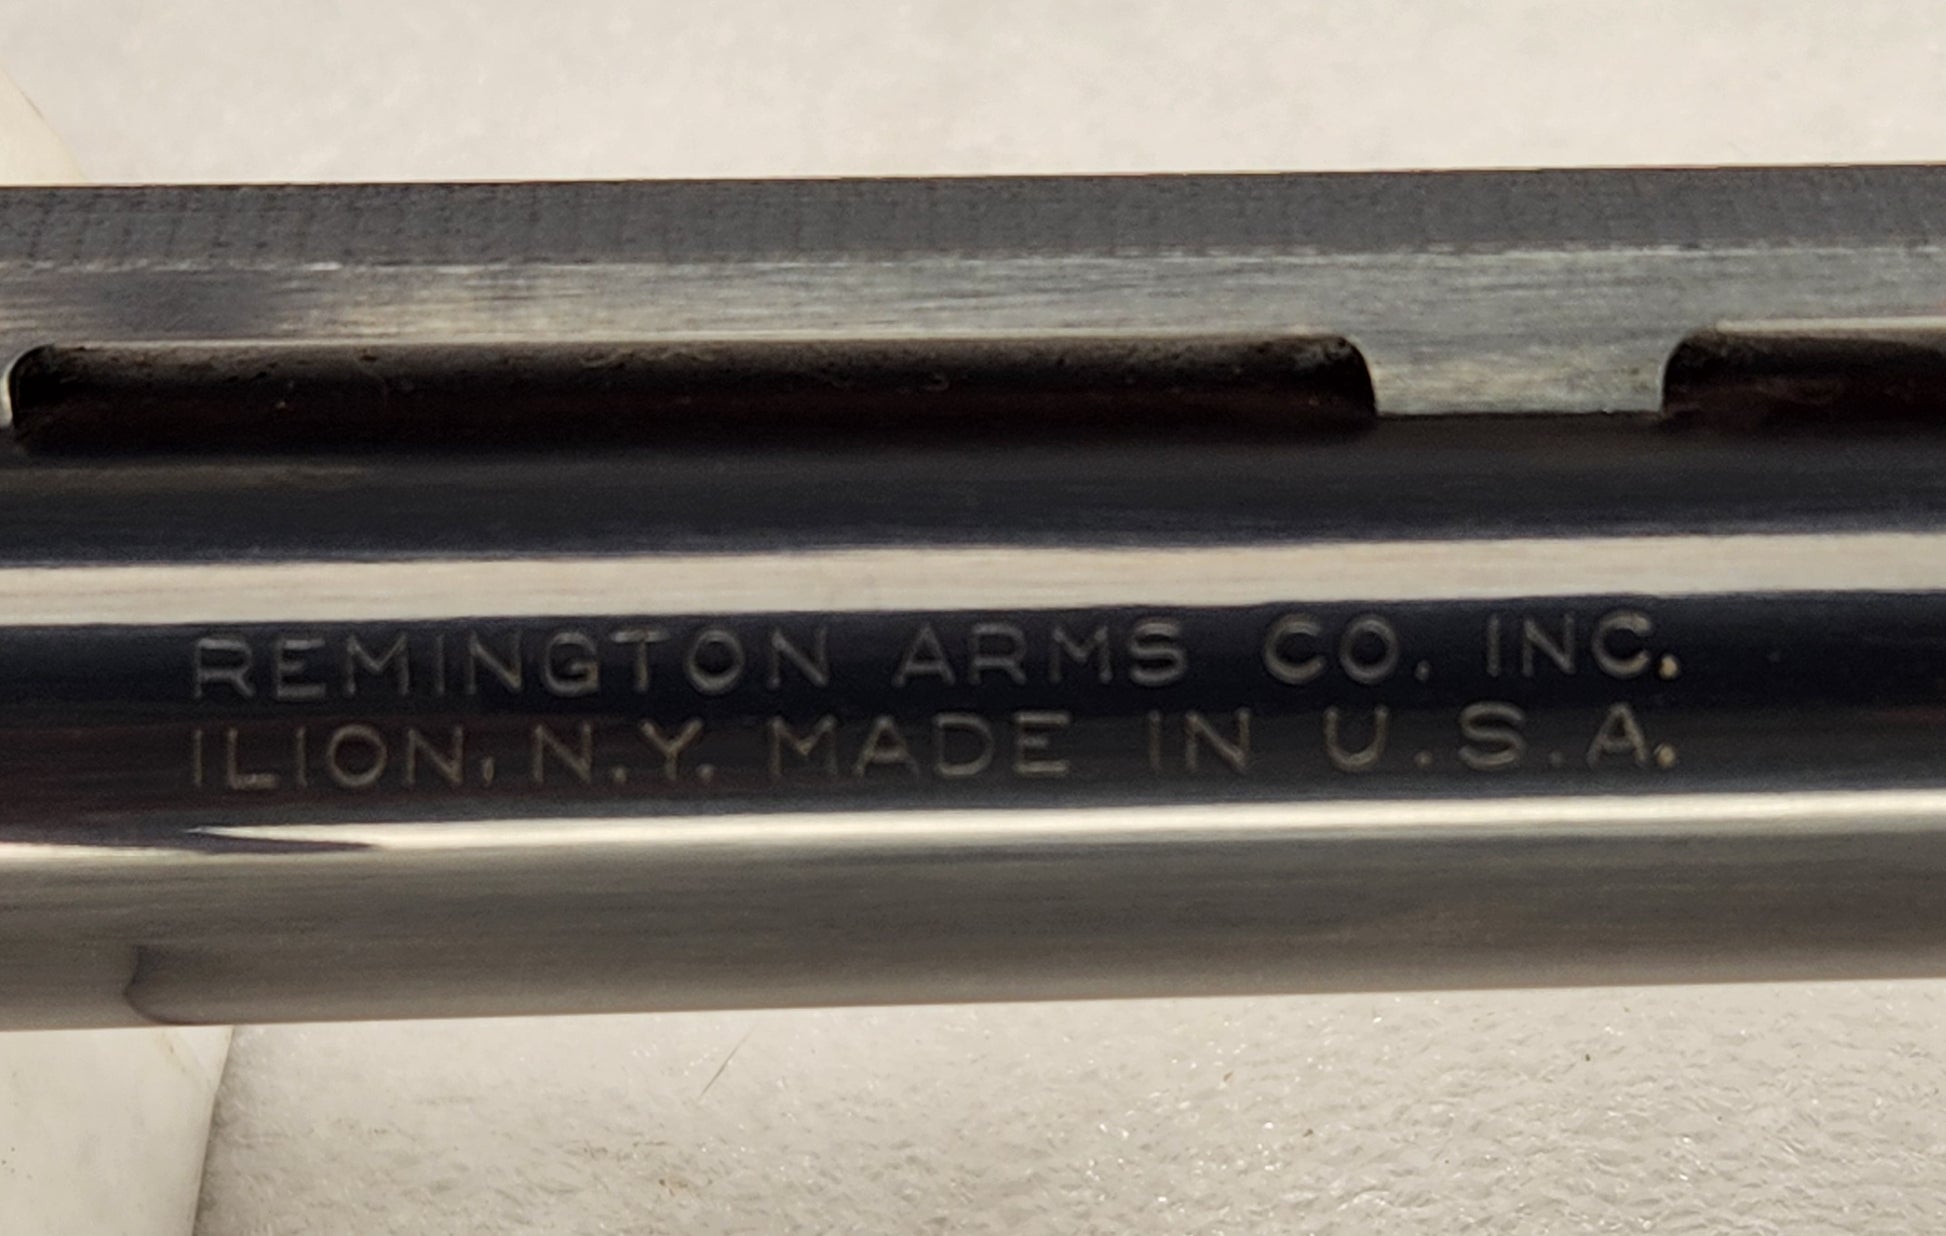 REMINGTON ARMS CO. INC.
ILION, N.Y. MADE IN U.S.A.